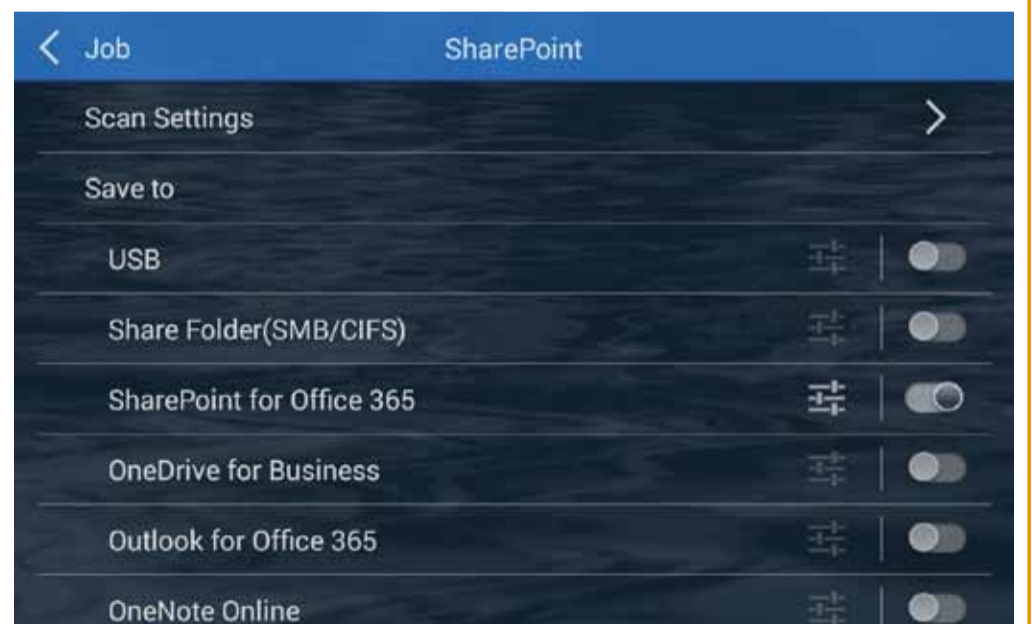 Job
SharePoint
Scan Settings
Save to
USB
Share Folder(SMB/CIFS)
SharePoint for Office 365
OneDrive for Business
Outlook for Office 365
OneNote Online